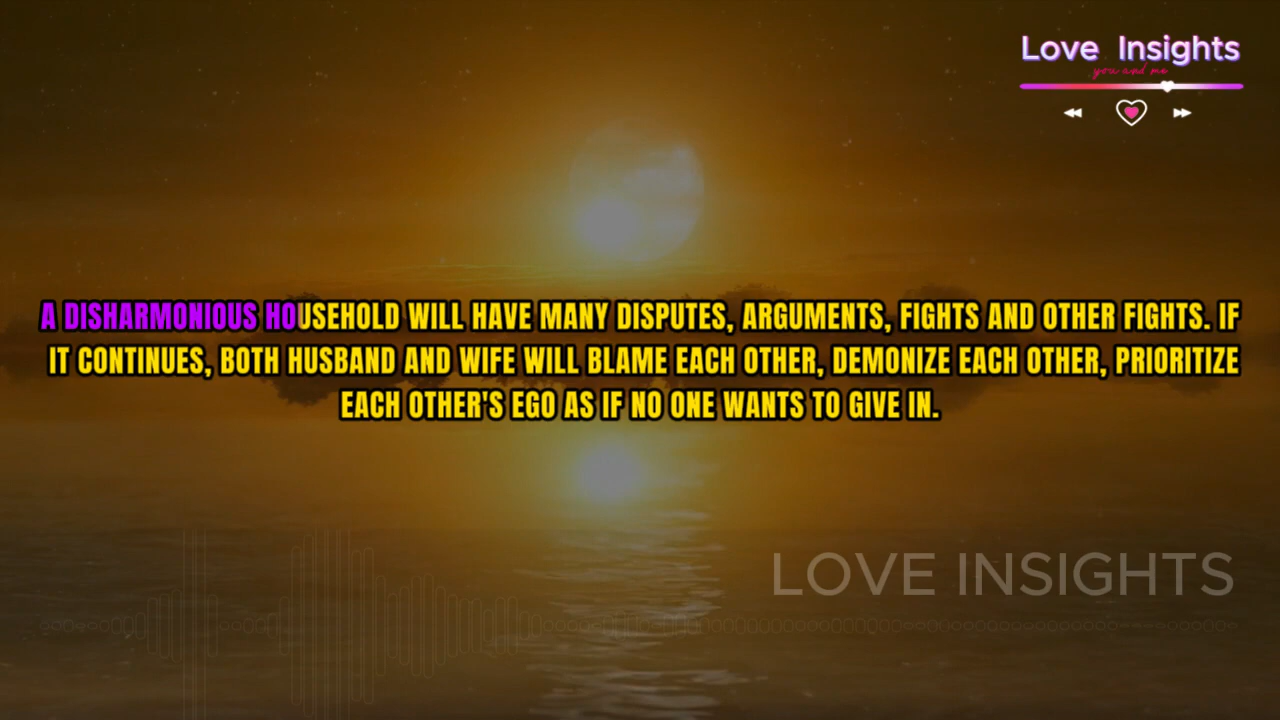 Love Insights
you and me
A DISHARMONIOUS HOUSEHOLD WILL HAVE MANY DISPUTES, ARGUMENTS, FIGHTS AND OTHER FIGHTS. IF
IT CONTINUES, BOTH HUSBAND AND WIFE WILL BLAME EACH OTHER, DEMONIZE EACH OTHER, PRIORITIZE
EACH OTHER'S EGO AS IF NO ONE WANTS TO GIVE IN.
LOVE INSIGHTS